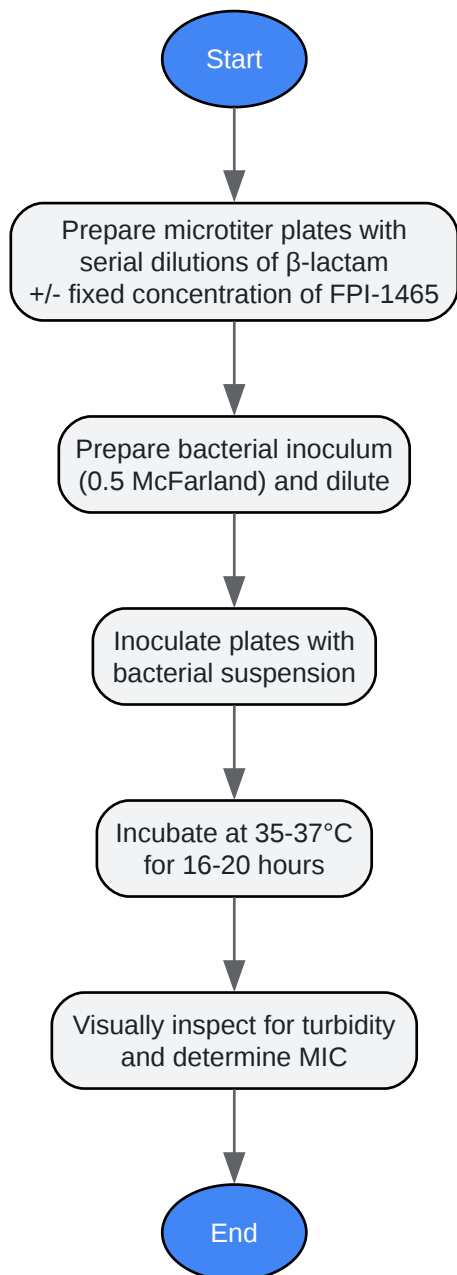 Start
Prepare microtiter plates with
serial dilutions of β-lactam
+/- fixed concentration of FPI-1465
Prepare bacterial inoculum
(0.5 McFarland) and dilute
Inoculate plates with
bacterial suspension
Incubate at 35-37°C
for 16-20 hours
Visually inspect for turbidity
and determine MIC
End